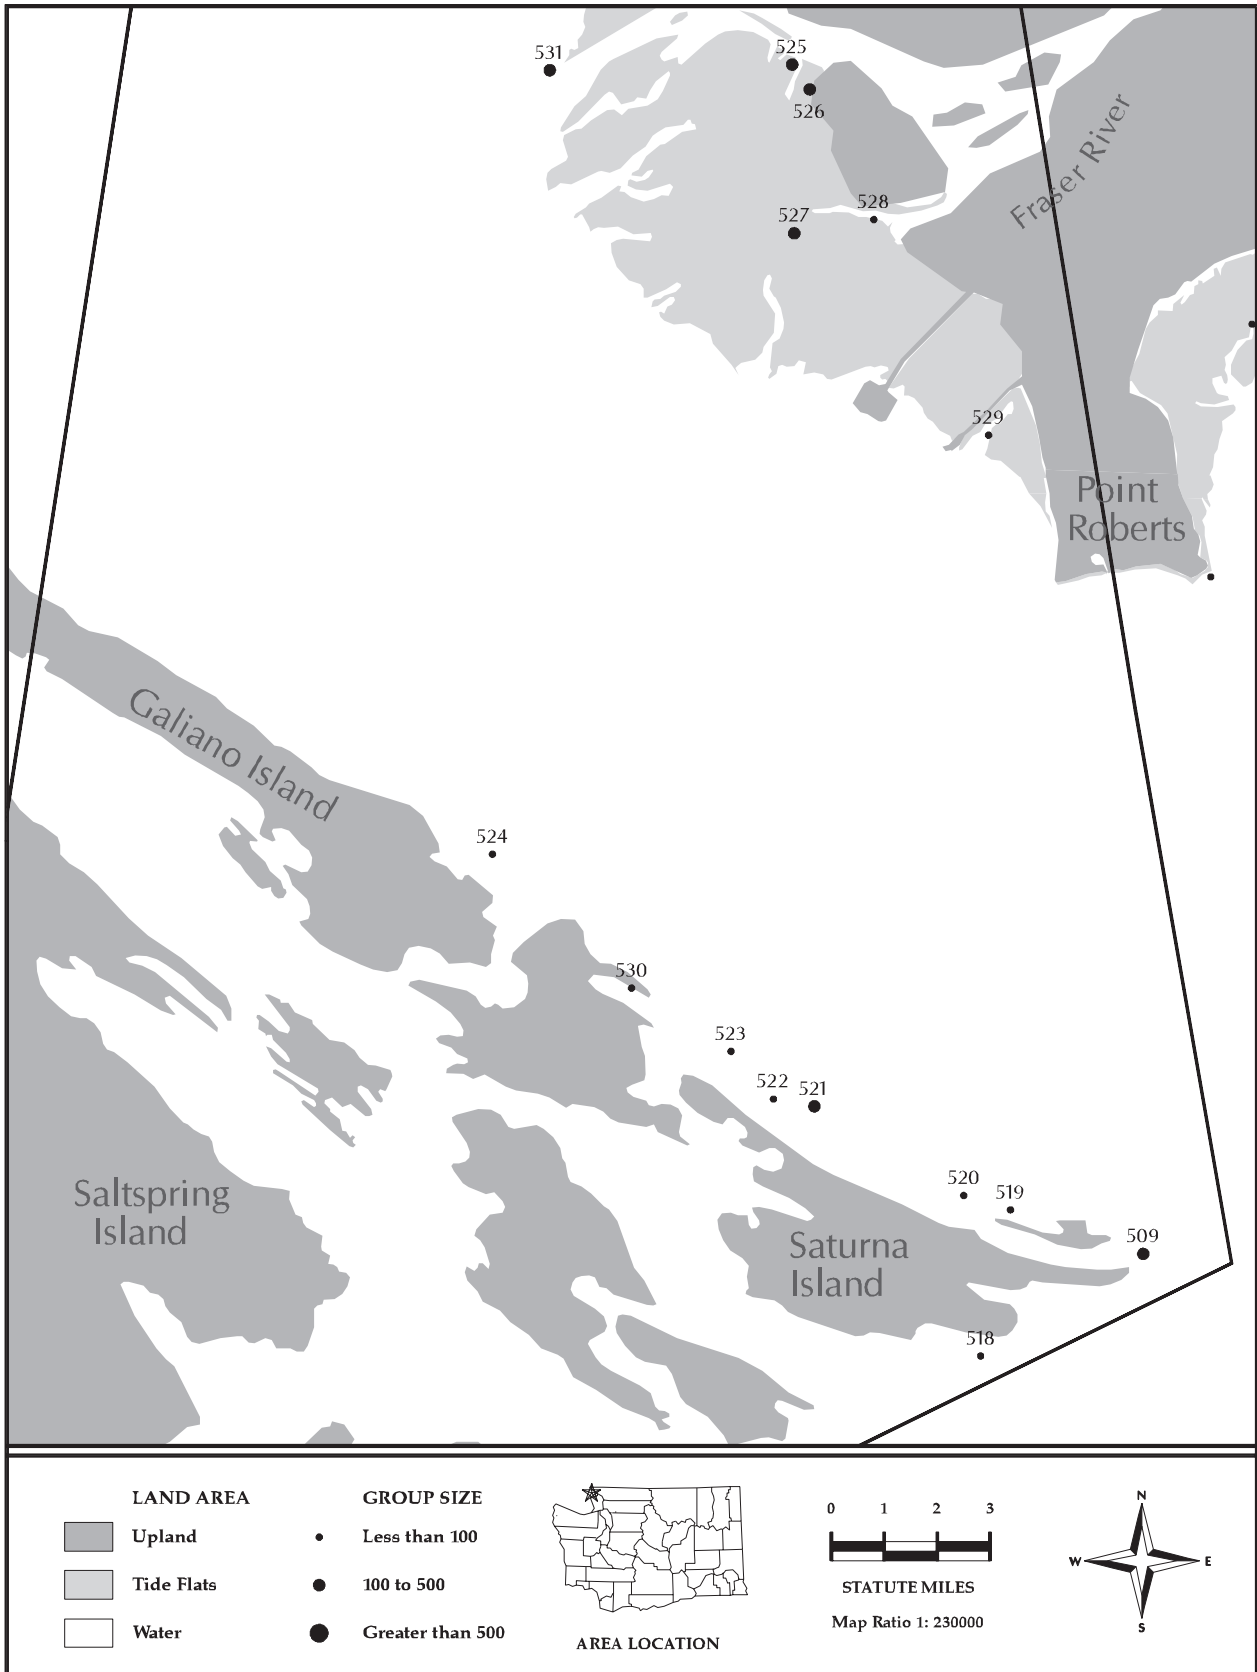 531
525
526
Fraser River
528
527
529
Point
Roberts
Galiano Island
524
530
523
522
521
Saltspring
Island
520
519
Saturna
Island
509
518
LAND AREA
Upland
Tide Flats
Water
GROUP SIZE
Less than 100
100 to 500
Greater than 500
AREA LOCATION
0 1 2 3
STATUTE MILES
Map Ratio 1: 230000
N
W E
S